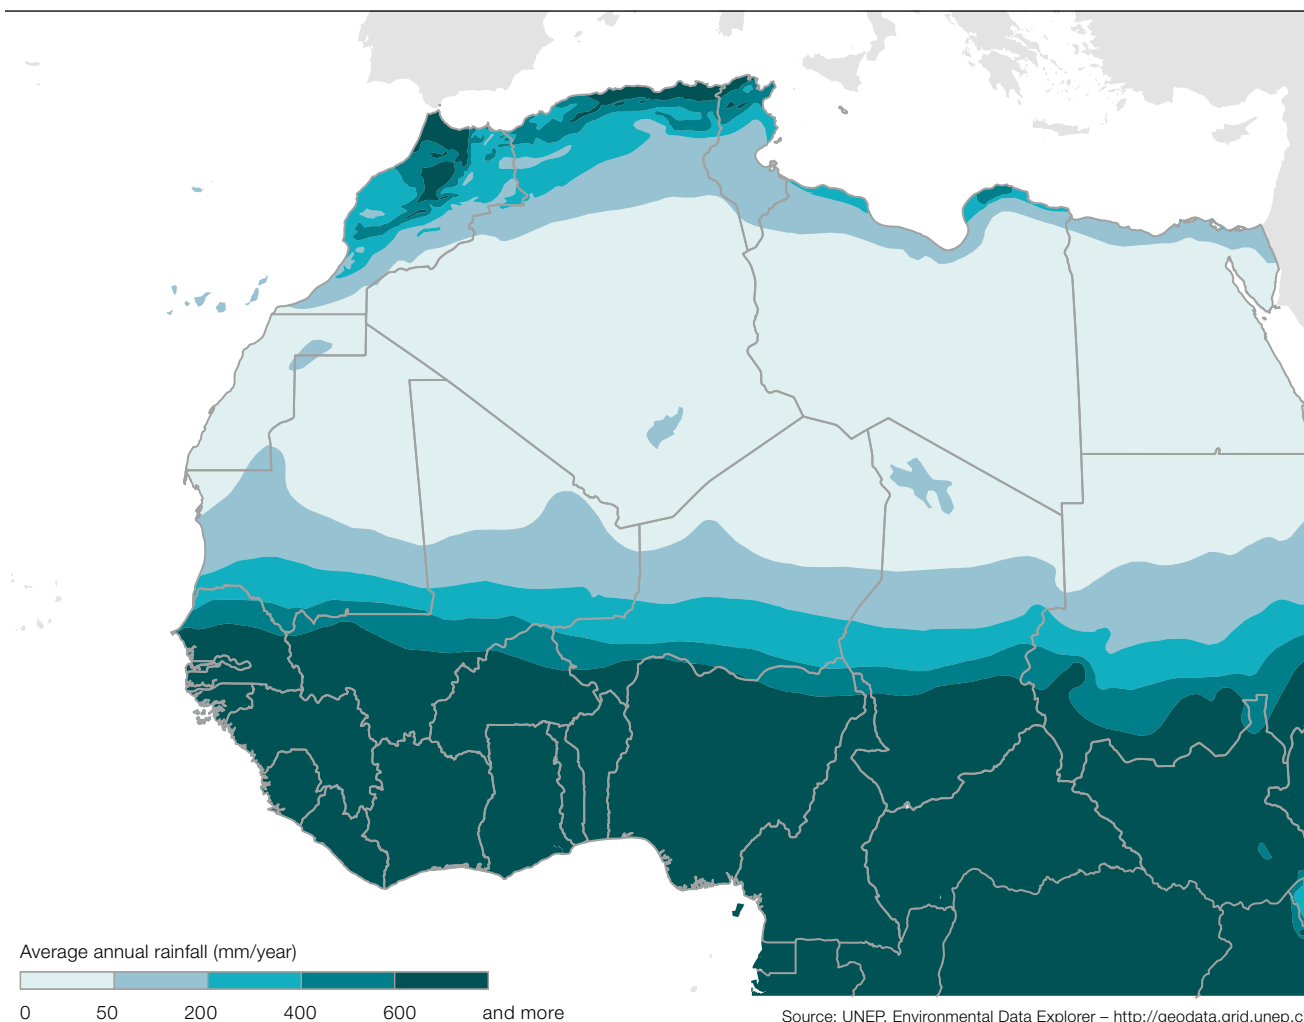 Average annual rainfall (mm/year)
0 50 200 400 600 and more
Source: UNEP. Environmental Data Explorer – http://geodata.grid.unep.c